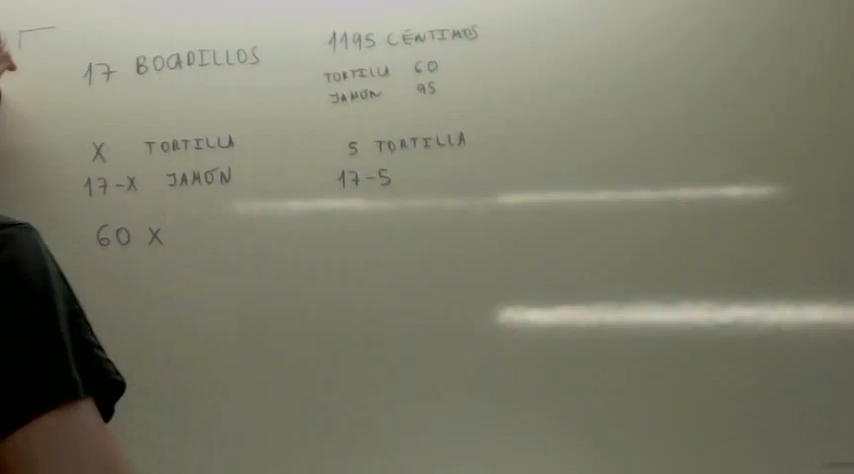 17 BOCADILLOS
1195 CÉNTIMOS
TORTILLA 60
JAMÓN 95
X TORTILLA
17-X JAMÓN
5 TORTILLA
17-5
60 X